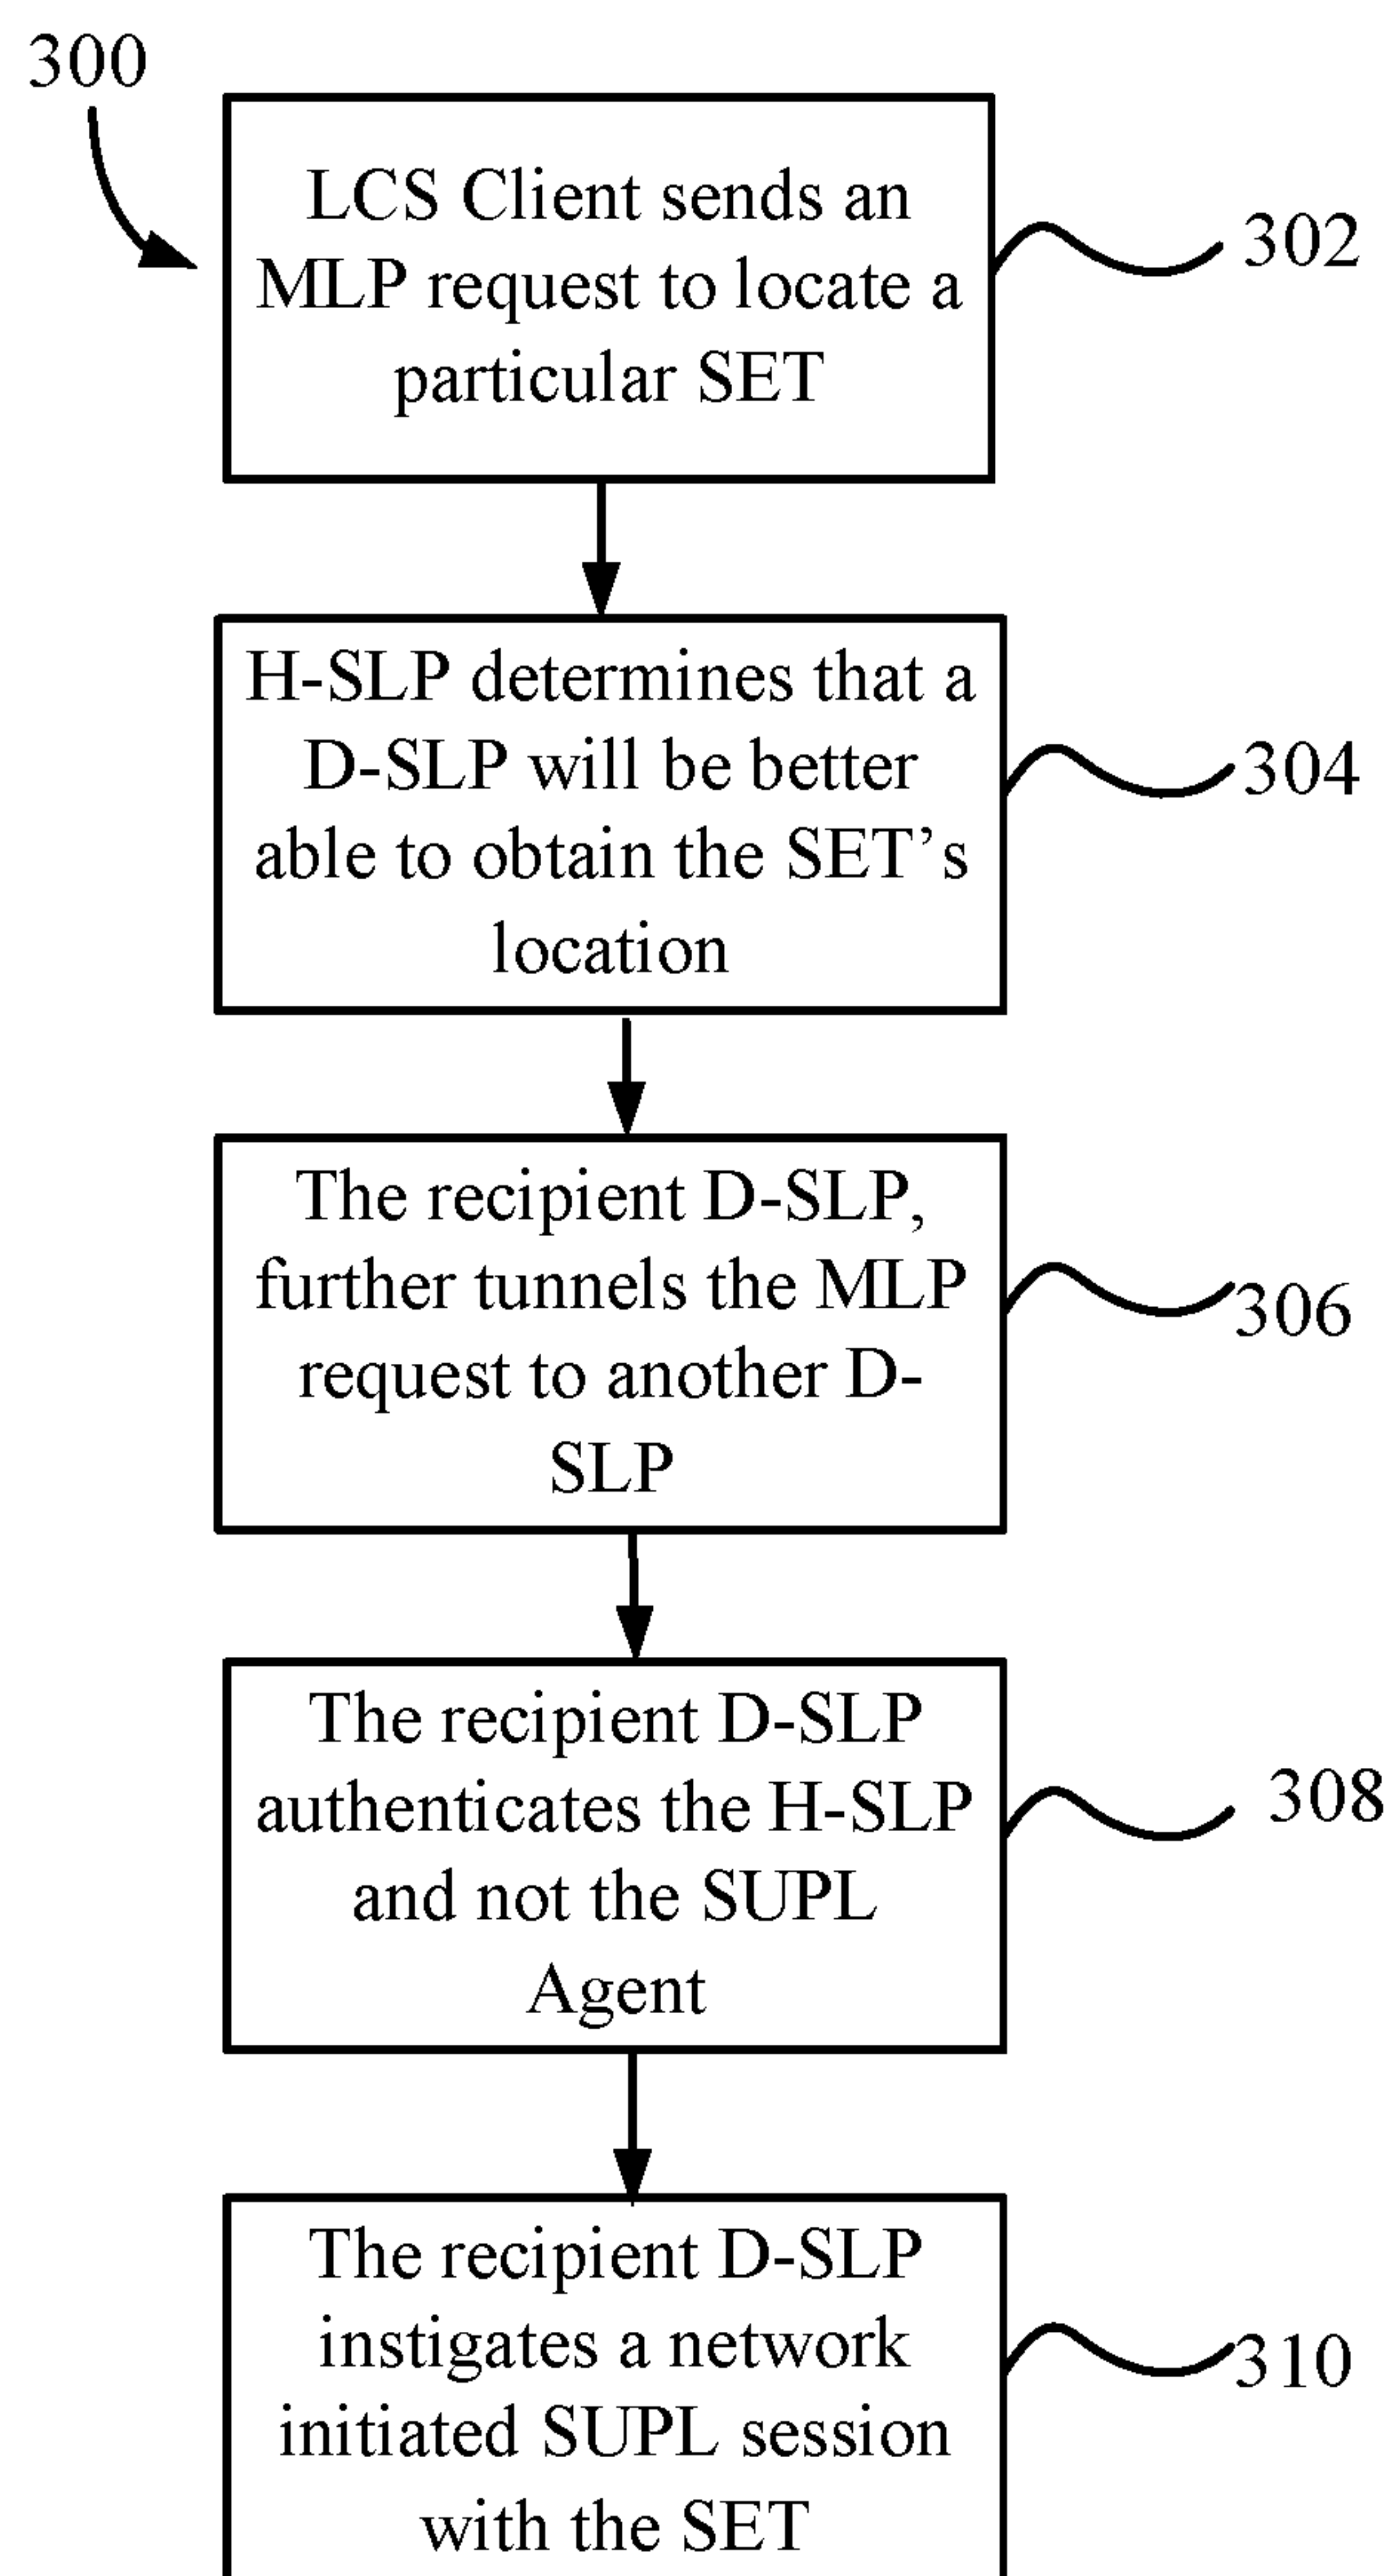 300
LCS Client sends an
MLP request to locate a
particular SET
302
H-SLP determines that a
D-SLP will be better
able to obtain the SET’s
location
304
The recipient D-SLP,
further tunnels the MLP
request to another D-
SLP
306
The recipient D-SLP
authenticates the H-SLP
and not the SUPL
Agent
308
The recipient D-SLP
instigates a network
initiated SUPL session
with the SET
310